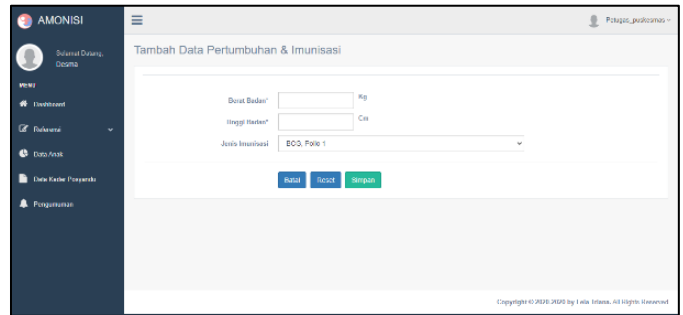 AMONISI
Petugas_puskesmas
Selamat Datang,
Desma
Tambah Data Pertumbuhan & Imunisasi
MENU
Dashboard
Referensi
Data Anak
Data Kader Posyandu
Pengumuman
Berat Badan*
Kg
Tinggi Badan*
Cm
Jenis Imunisasi
BCG, Polio 1
Batal
Reset
Simpan
Copyright © 2020 2020 by Lela Triana. All Rights Reserved